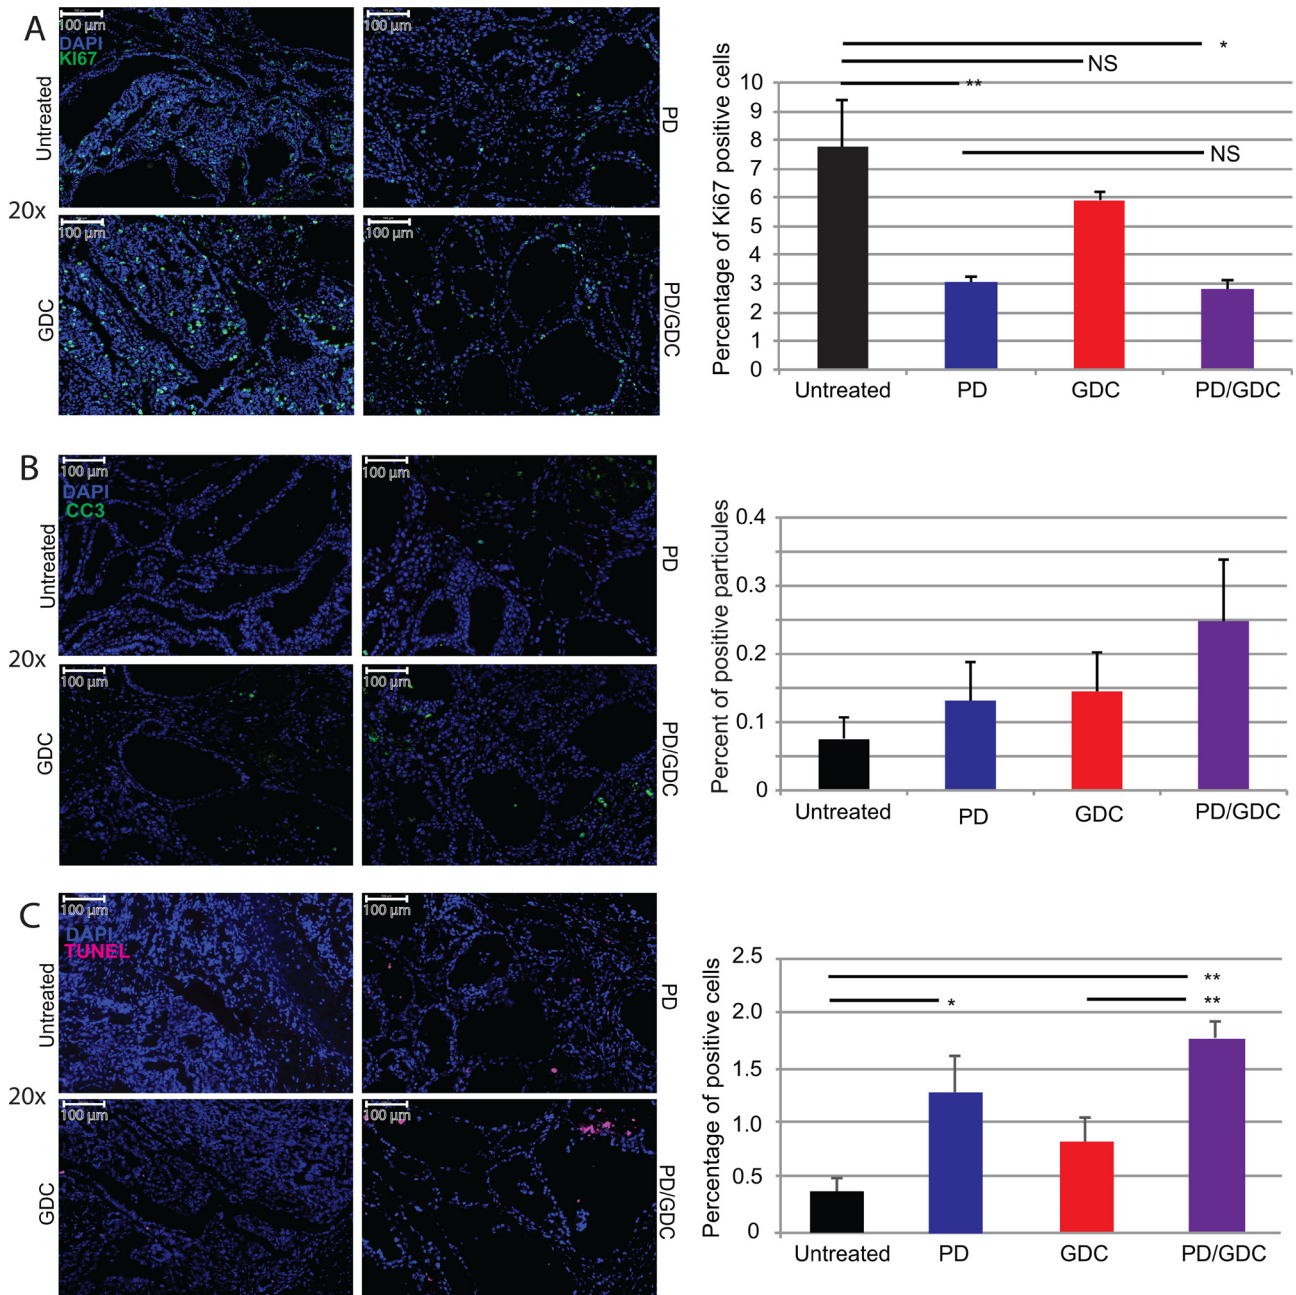 A
100 µm
DAPI
KI67
100 µm
Untreated
PD
20x
100 µm
100 µm
GDC
PD/GDC
Percentage of Ki67 positive cells
10
9
8
7
6
5
4
3
2
1
0
*
NS
**
NS
Untreated PD GDC PD/GDC
B
100 µm
DAPI
CC3
100 µm
Untreated
PD
20x
100 µm
100 µm
GDC
PD/GDC
Percent of positive particules
0.4
0.3
0.2
0.1
0
Untreated PD GDC PD/GDC
C
100 µm
DAPI
TUNEL
100 µm
Untreated
PD
20x
100 µm
100 µm
GDC
PD/GDC
Percentage of positive cells
2.5
2.0
1.5
1.0
0.5
0
**
*
**
Untreated PD GDC PD/GDC